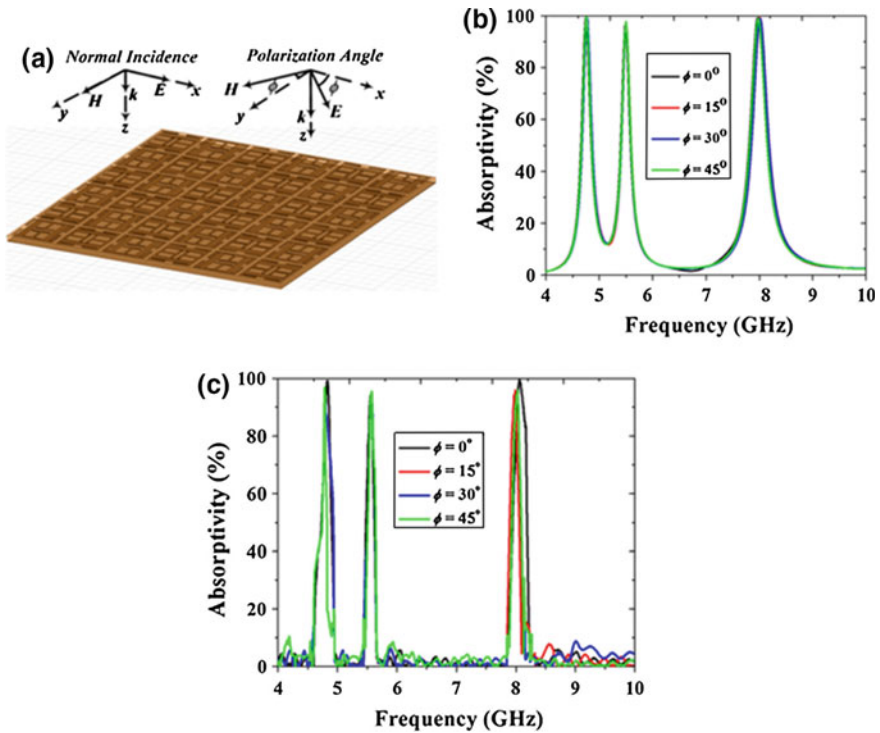 (a)
Normal Incidence
Polarization Angle
H k E x
y
z
H ϕ ϕ x
y k E
z
(b)
100
80
60
40
20
0
4 5 6 7 8 9 10
Absorptivity (%)
Frequency (GHz)
ϕ = 0⁰
ϕ = 15⁰
ϕ = 30⁰
ϕ = 45⁰
(c)
100
80
60
40
20
0
4 5 6 7 8 9 10
Absorptivity (%)
Frequency (GHz)
ϕ = 0°
ϕ = 15°
ϕ = 30°
ϕ = 45°